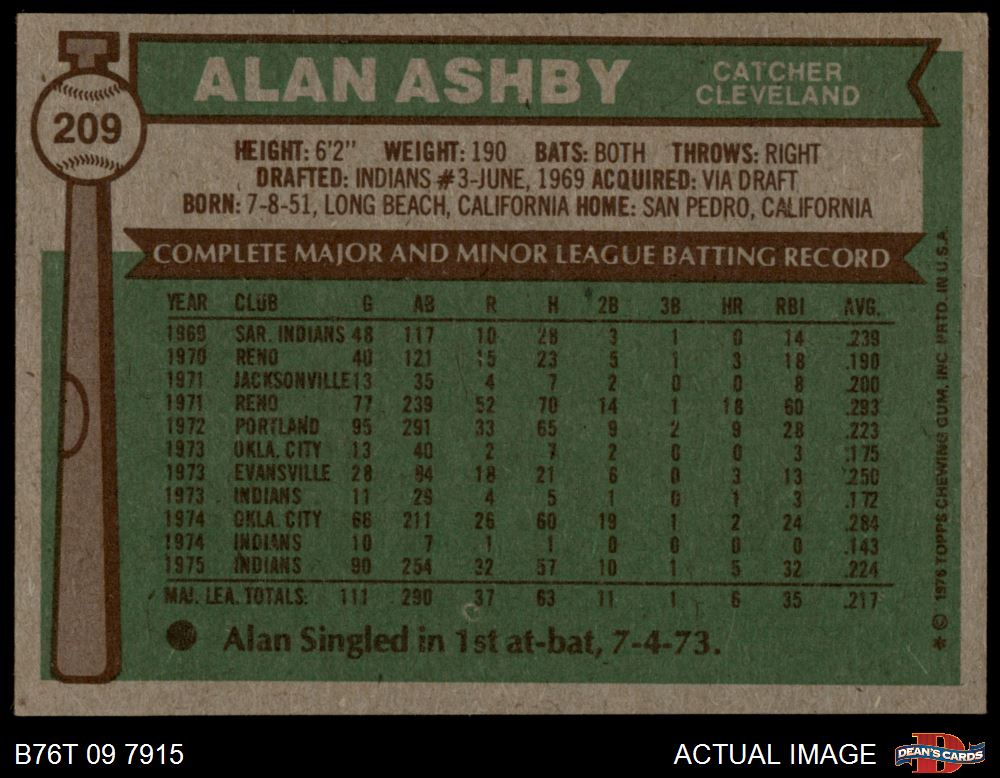 ALAN ASHBY
CATCHER
CLEVELAND
209
HEIGHT: 6'2" WEIGHT: 190 BATS: BOTH THROWS: RIGHT
DRAFTED: INDIANS #3-JUNE, 1969 ACQUIRED: VIA DRAFT
BORN: 7-8-51, LONG BEACH, CALIFORNIA HOME: SAN PEDRO, CALIFORNIA
COMPLETE MAJOR AND MINOR LEAGUE BATTING RECORD
YEAR CLUB G AB R H 2B 3B HR RBI AVG.
1969 SAR. INDIANS 48 117 10 28 3 1 0 14 .239
1970 RENO 40 121 15 23 5 1 3 18 .190
1971 JACKSONVILLE 13 35 4 7 2 0 0 8 .200
1971 RENO 77 239 52 70 14 1 18 60 .293
1972 PORTLAND 95 291 33 65 9 2 9 28 .223
1973 OKLA. CITY 13 40 2 7 2 0 0 3 .175
1973 EVANSVILLE 28 84 18 21 6 0 3 13 .250
1973 INDIANS 11 29 4 5 1 0 1 3 .172
1974 OKLA. CITY 66 211 26 60 19 1 2 24 .284
1974 INDIANS 10 7 1 1 0 0 0 0 .143
1975 INDIANS 90 254 32 57 10 1 5 32 .224
MAJ. LEA. TOTALS: 111 290 37 63 11 1 6 35 .217
Alan Singled in 1st at-bat, 7-4-73.
* © 1976 TOPPS CHEWING GUM, INC. PRTD. IN U.S.A.
B76T 09 7915
ACTUAL IMAGE
DEAN'S CARDS